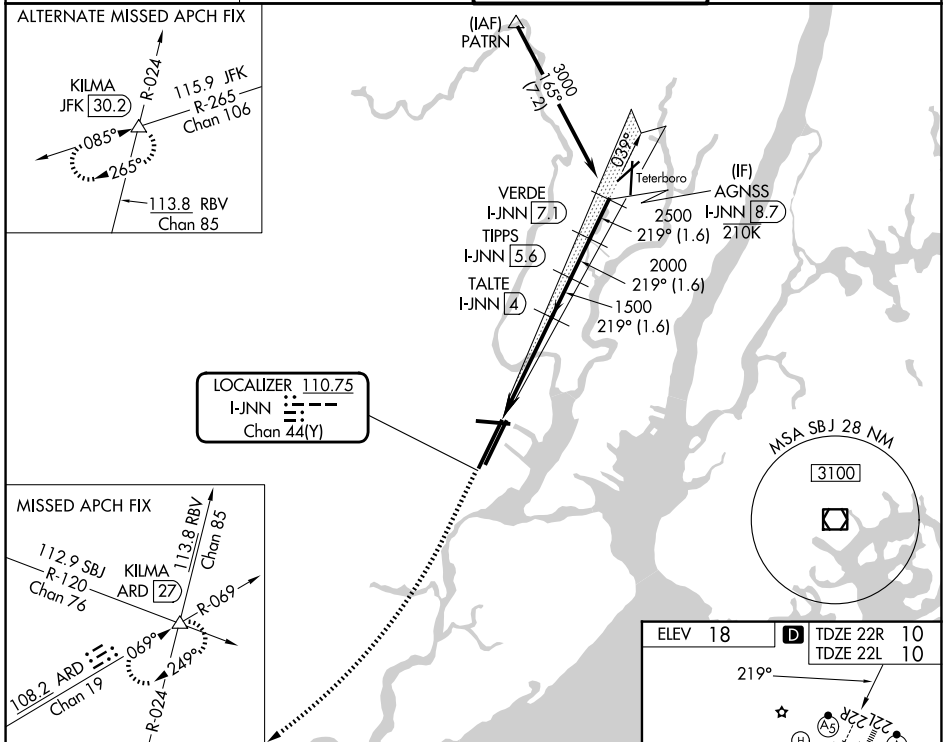 ALTERNATE MISSED APCH FIX
KILMA
JFK 30.2
R-024
115.9 JFK
R-265
Chan 106
085°
265°
113.8 RBV
Chan 85
(IAF)
PATRN
3000
165°
(7.2)
039°
Teterboro
(IF)
AGNSS
I-JNN 8.7
210K
VERDE
I-JNN 7.1
2500
219° (1.6)
TIPPS
I-JNN 5.6
2000
219° (1.6)
TALTE
I-JNN 4
1500
219° (1.6)
LOCALIZER 110.75
I-JNN
Chan 44(Y)
MSA SBJ 28 NM
3100
MISSED APCH FIX
113.8 RBV
Chan 85
112.9 SBJ
R-120
Chan 76
KILMA
ARD 27
R-069
069°
249°
108.2 ARD
Chan 19
R-024
ELEV 18
D
TDZE 22R 10
TDZE 22L 10
219°
22R
22L
A5
H